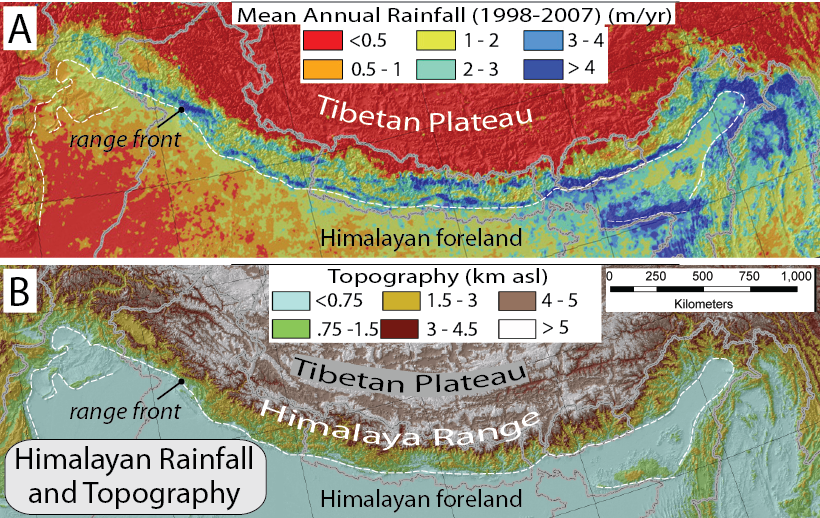 A
Mean Annual Rainfall (1998-2007) (m/yr)
<0.5
1 - 2
3 - 4
0.5 - 1
2 - 3
> 4
Tibetan Plateau
range front
Himalayan foreland
B
Topography (km asl)
<0.75
1.5 - 3
4 - 5
.75 -1.5
3 - 4.5
> 5
0 250 500 750 1,000
Kilometers
Tibetan Plateau
range front
Himalaya Range
Himalayan Rainfall
and Topography
Himalayan foreland